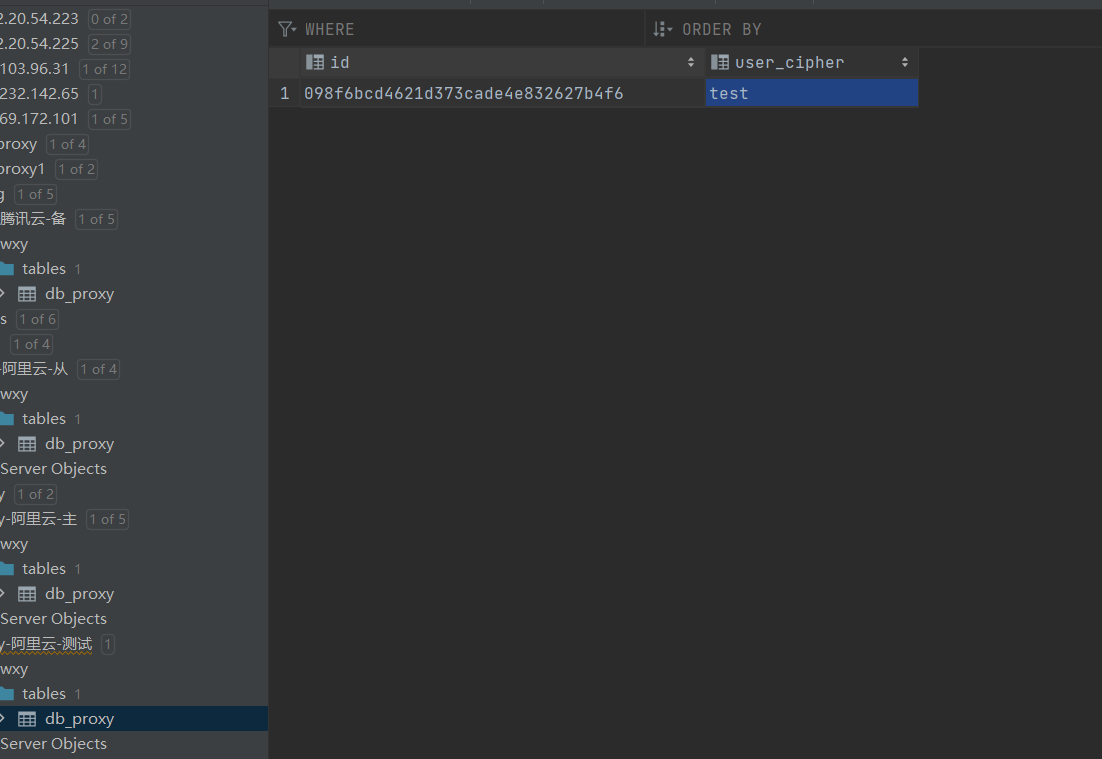 2.20.54.223 0 of 2
2.20.54.225 2 of 9
103.96.31 1 of 12
232.142.65 1
69.172.101 1 of 5
proxy 1 of 4
proxy1 1 of 2
g 1 of 5
腾讯云-备 1 of 5
wxy
tables 1
db_proxy
s 1 of 6
1 of 4
-阿里云-从 1 of 4
wxy
tables 1
db_proxy
Server Objects
y 1 of 2
y-阿里云-主 1 of 5
wxy
tables 1
db_proxy
Server Objects
y-阿里云-测试 1
wxy
tables 1
db_proxy
Server Objects
WHERE ORDER BY
id user_cipher
1 098f6bcd4621d373cade4e832627b4f6 test